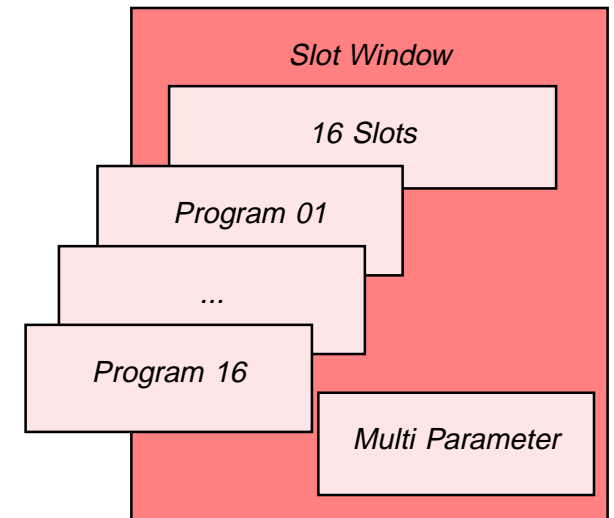 Slot Window
16 Slots
Program 01
...
Program 16
Multi Parameter